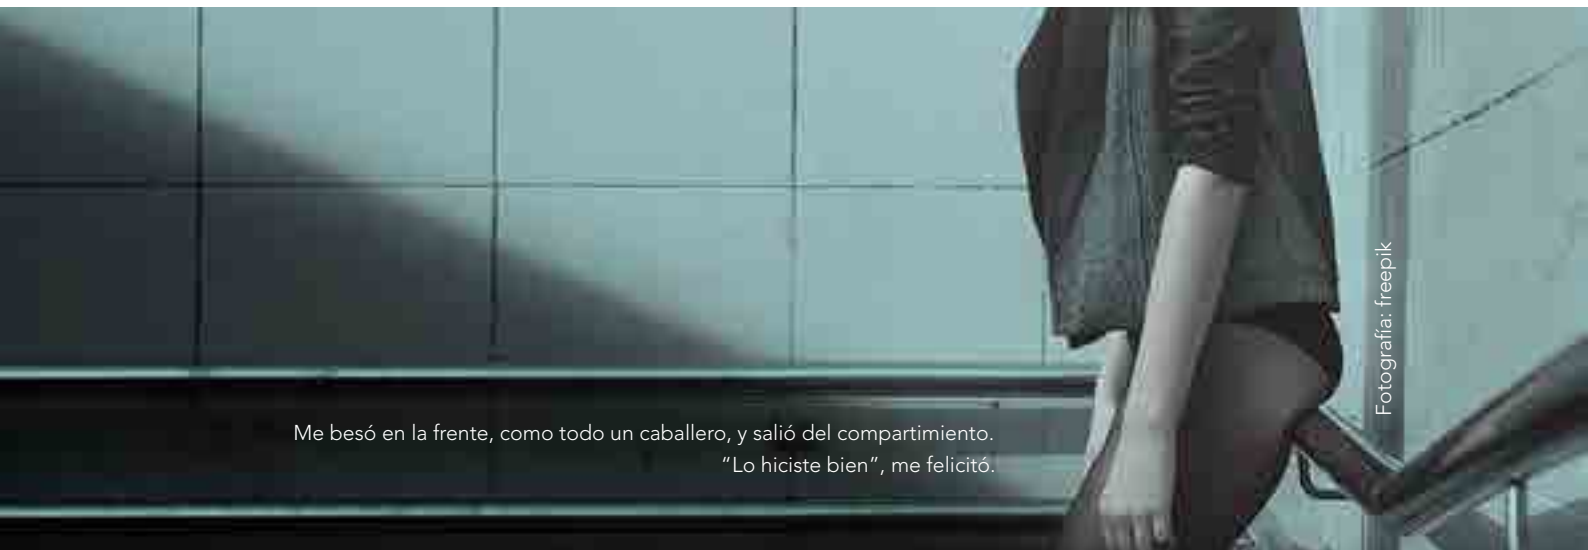 Me besó en la frente, como todo un caballero, y salió del compartimiento.
“Lo hiciste bien”, me felicitó.
Fotografía: freepik